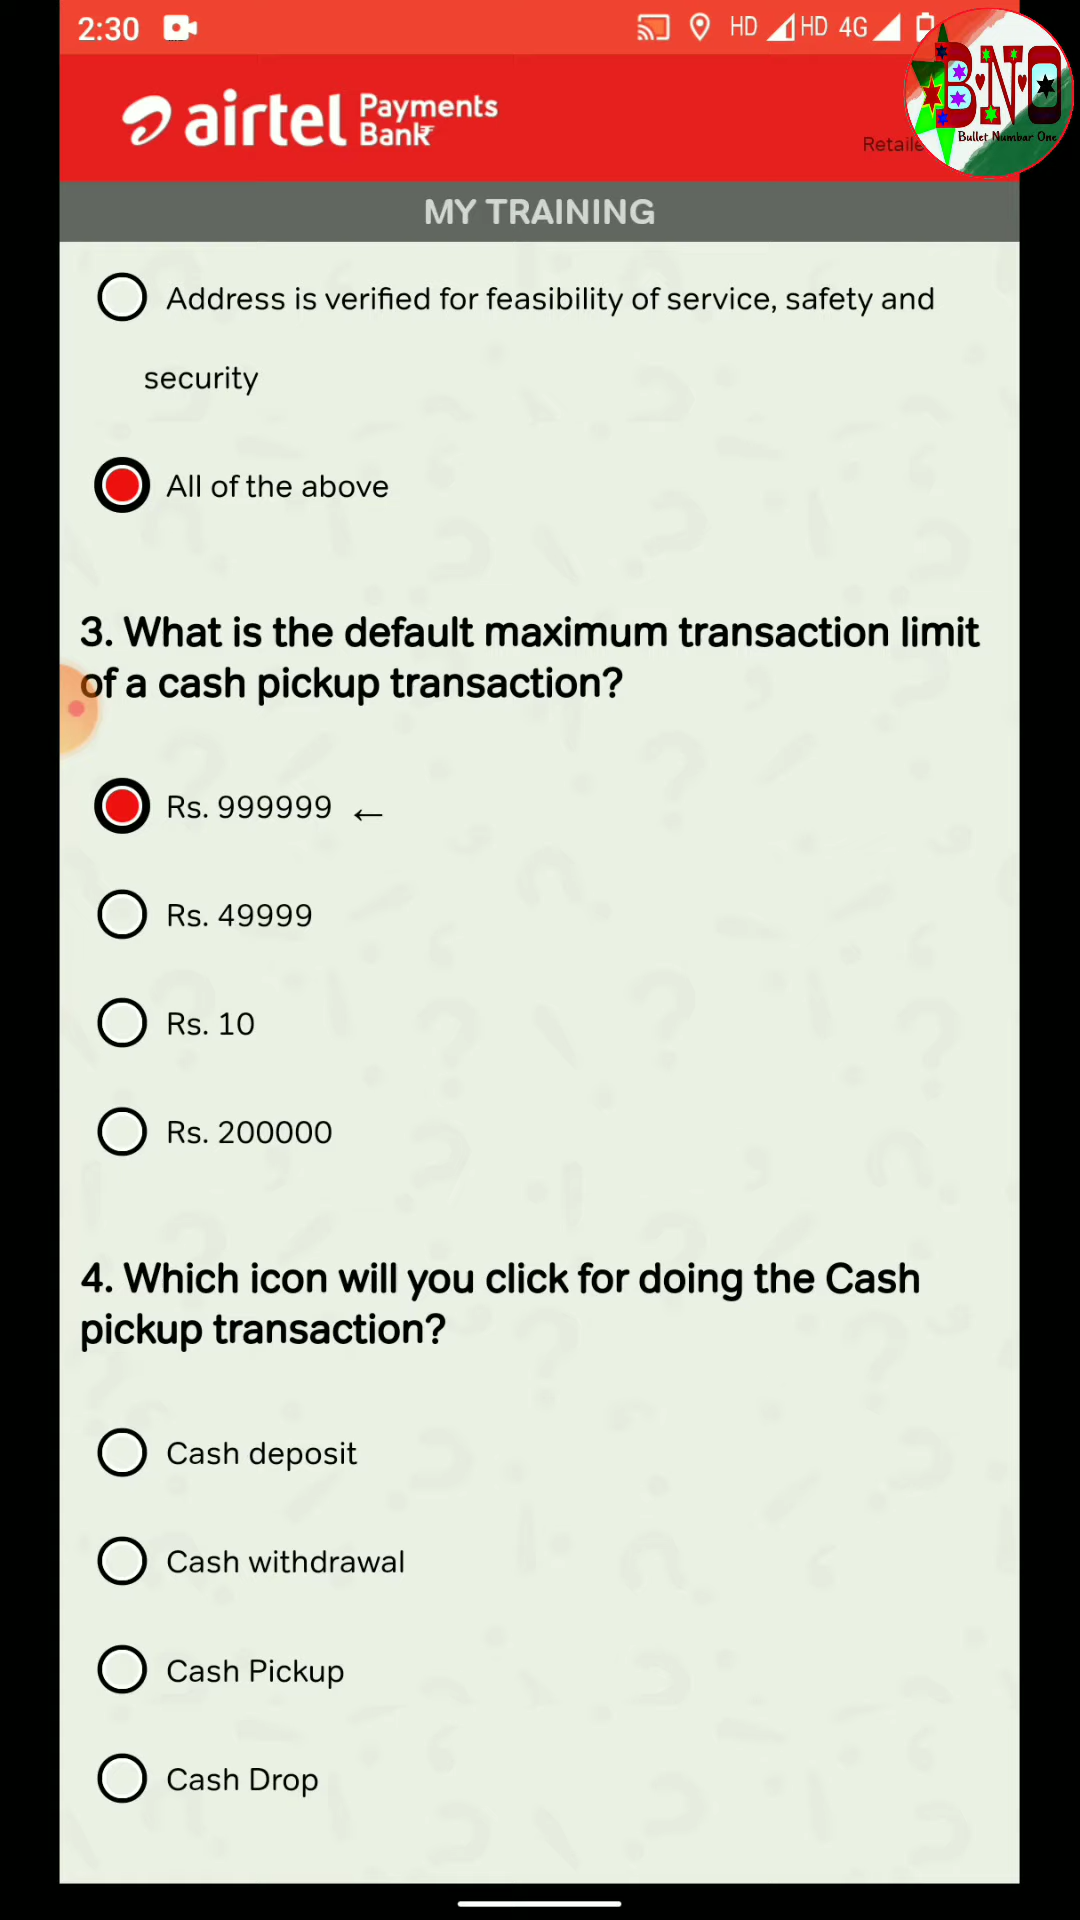 2:30
HD HD 4G
airtel Payments
Bank
B.N.O
Bullet Numbar One
Retaile
MY TRAINING
Address is verified for feasibility of service, safety and
security
All of the above
3. What is the default maximum transaction limit
of a cash pickup transaction?
Rs. 999999 ←
Rs. 49999
Rs. 10
Rs. 200000
4. Which icon will you click for doing the Cash
pickup transaction?
Cash deposit
Cash withdrawal
Cash Pickup
Cash Drop